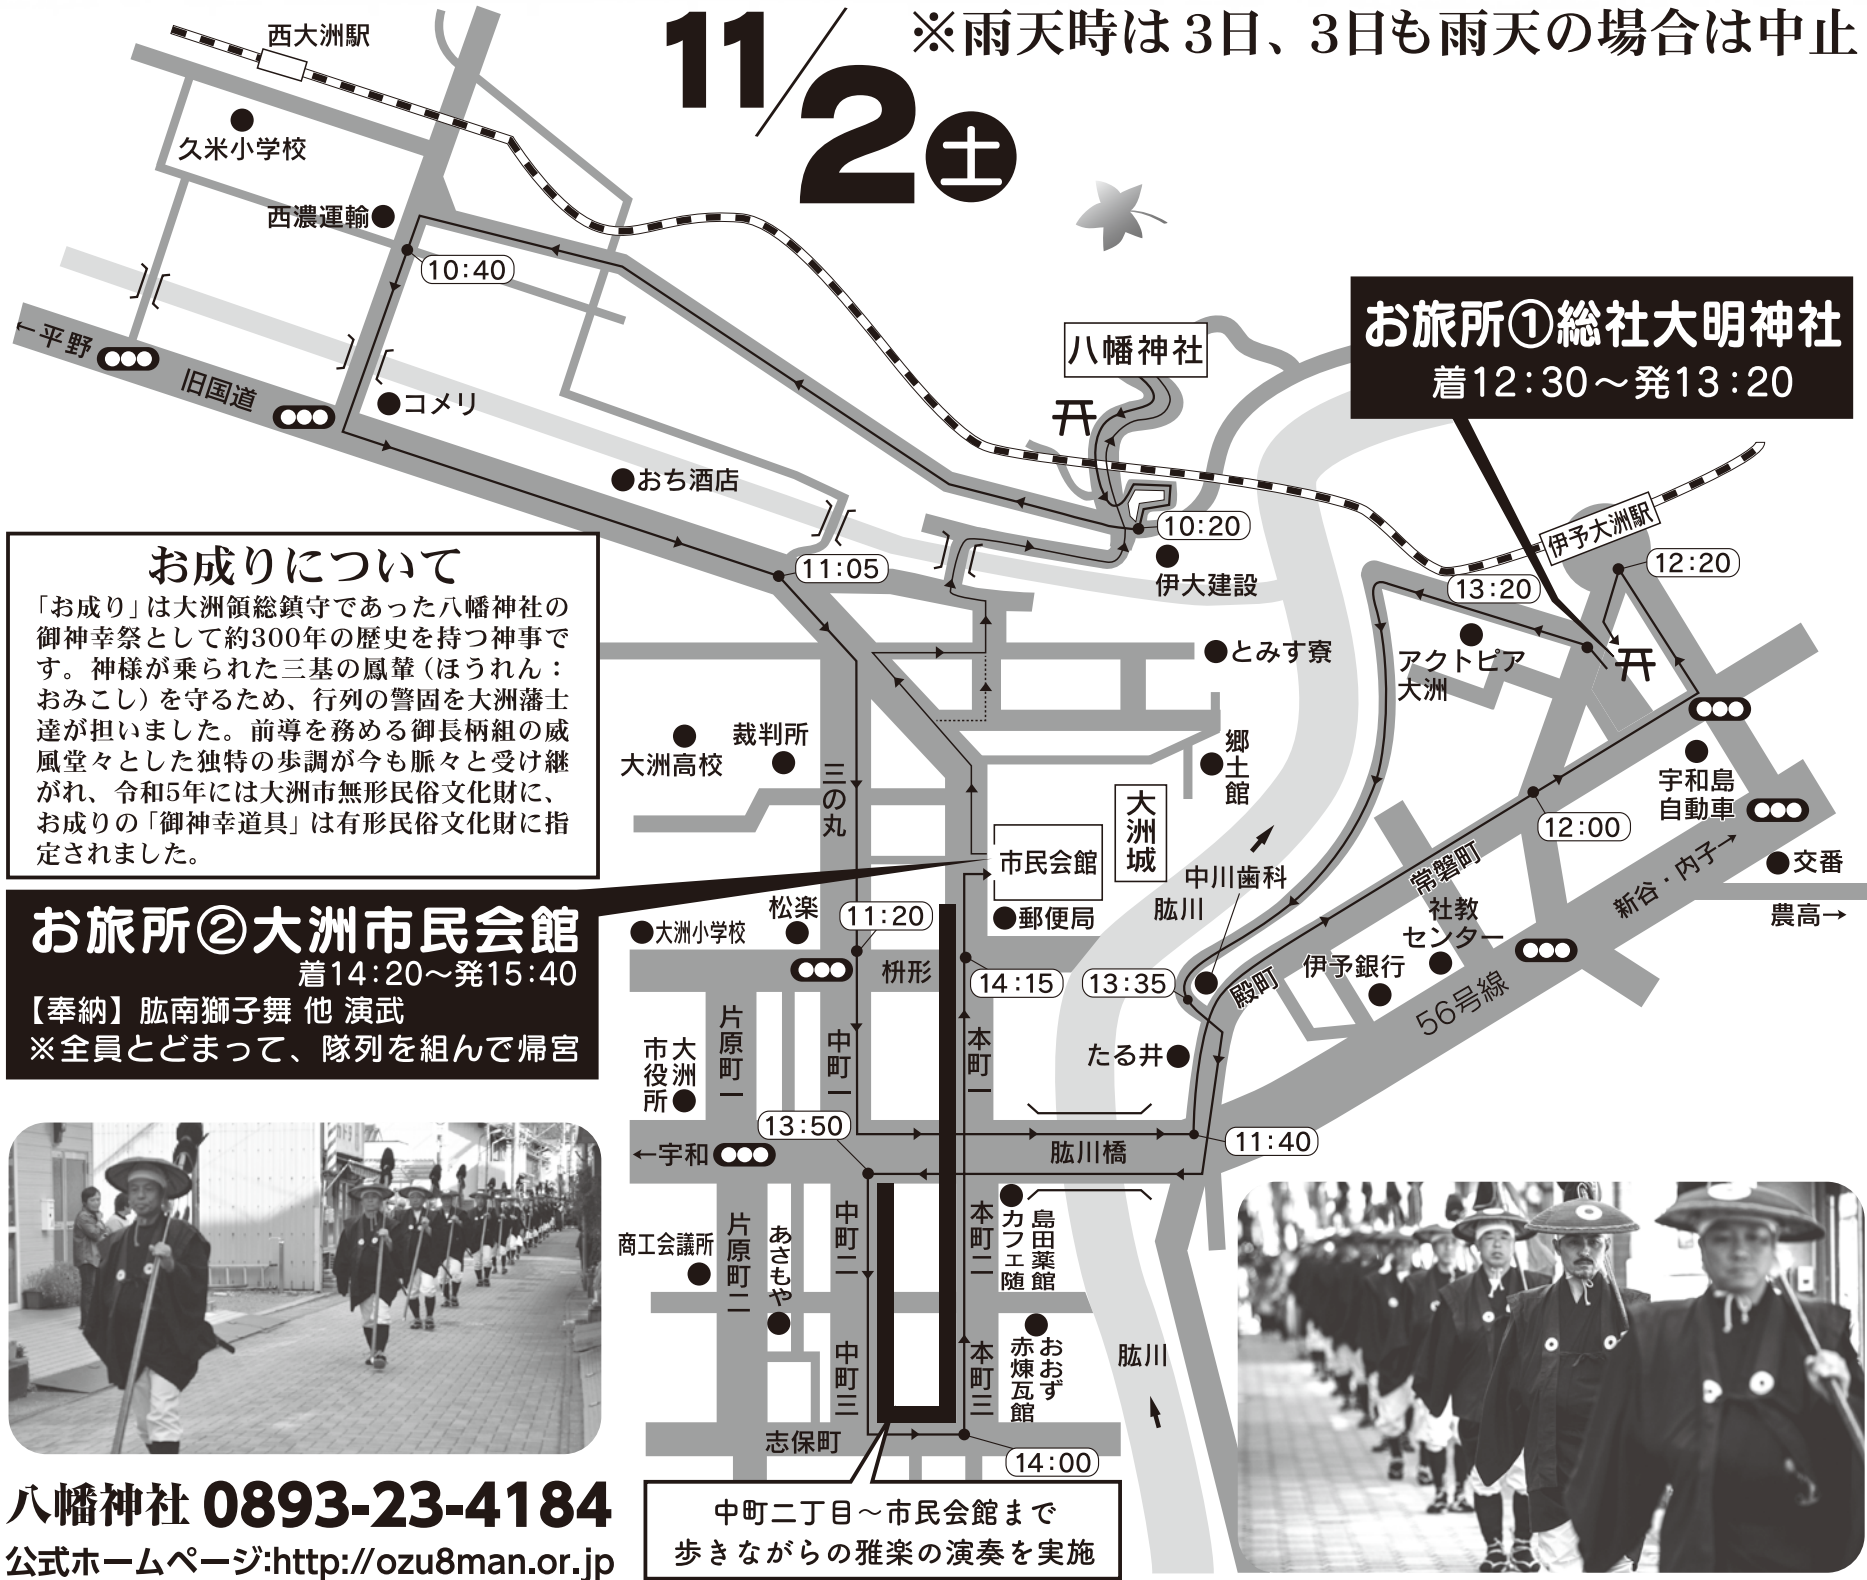 11/2土
※雨天時は3日、3日も雨天の場合は中止
西大洲駅
久米小学校
西濃運輸
10:40
←平野
旧国道
コメリ
おち酒店
八幡神社
10:20
伊大建設
お旅所①総社大明神社
着12:30～発13:20
伊予大洲駅
12:20
13:20
アクトピア
大洲
11:05
とみす寮
お成りについて
「お成り」は大洲領総鎮守であった八幡神社の
御神幸祭として約300年の歴史を持つ神事で
す。神様が乗られた三基の鳳輦（ほうれん：
おみこし）を守るため、行列の警固を大洲藩士
達が担いました。前導を務める御長柄組の威
風堂々とした独特の歩調が今も脈々と受け継
がれ、令和5年には大洲市無形民俗文化財に、
お成りの「御神幸道具」は有形民俗文化財に指
定されました。
大洲高校
裁判所
三の丸
郷土館
大洲城
市民会館
宇和島
自動車
12:00
常磐町
新谷・内子→
交番
農高→
中川歯科
肱川
郵便局
お旅所②大洲市民会館
着14:20～発15:40
【奉納】肱南獅子舞 他 演武
※全員とどまって、隊列を組んで帰宮
松楽
大洲小学校
11:20
枡形
14:15
13:35
殿町
伊予銀行
社教
センター
56号線
片原町一
大洲
市役所
中町一
本町一
たる井
13:50
←宇和
肱川橋
11:40
商工会議所
片原町二
あさもや
中町二
本町二
島田薬館
カフェ随
中町三
本町三
おおず
赤煉瓦館
肱川
志保町
14:00
中町二丁目～市民会館まで
歩きながらの雅楽の演奏を実施
八幡神社 0893-23-4184
公式ホームページ:http://ozu8man.or.jp